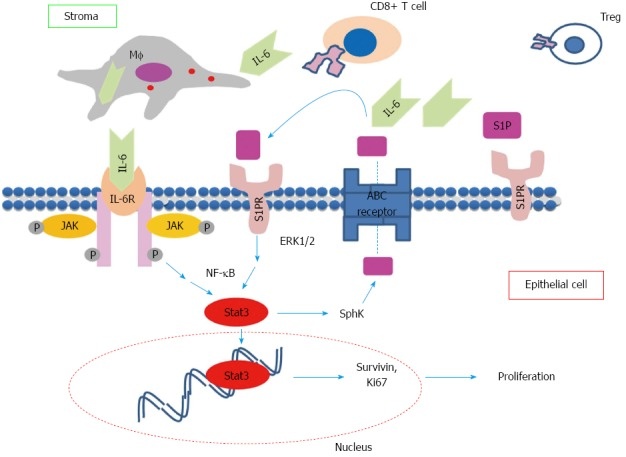 Stroma
CD8+ T cell
Treg
Mϕ
IL-6
IL-6
S1P
IL-6
IL-6R
S1PR
ABC
receptor
S1PR
P
JAK
JAK
P
P
P
ERK1/2
NF-κB
Epithelial cell
Stat3
SphK
Stat3
Survivin,
Ki67
Proliferation
Nucleus